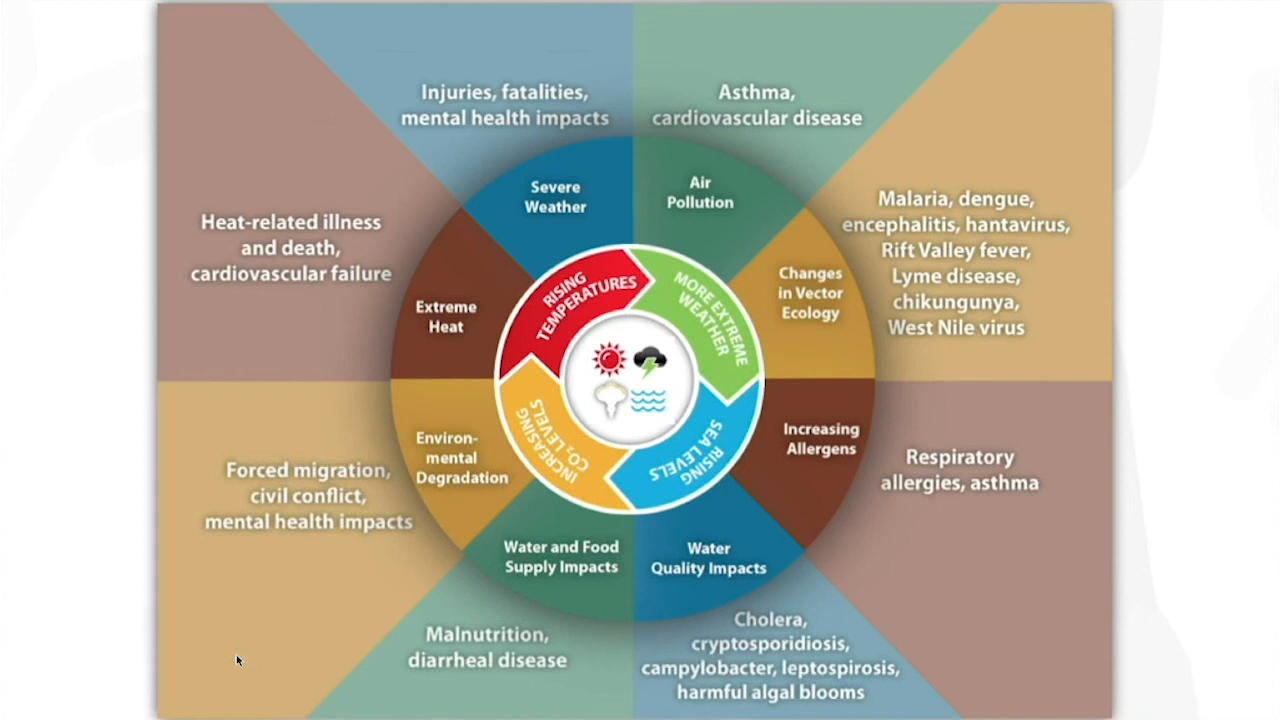 Injuries, fatalities,
mental health impacts
Asthma,
cardiovascular disease
Severe
Weather
Air
Pollution
Heat-related illness
and death,
cardiovascular failure
Malaria, dengue,
encephalitis, hantavirus,
Rift Valley fever,
Lyme disease,
chikungunya,
West Nile virus
Extreme
Heat
Changes
in Vector
Ecology
RISING
TEMPERATURES
MORE EXTREME
WEATHER
INCREASING
CO₂ LEVELS
RISING
SEA LEVELS
Environ-
mental
Degradation
Increasing
Allergens
Forced migration,
civil conflict,
mental health impacts
Respiratory
allergies, asthma
Water and Food
Supply Impacts
Water
Quality Impacts
Malnutrition,
diarrheal disease
Cholera,
cryptosporidiosis,
campylobacter, leptospirosis,
harmful algal blooms